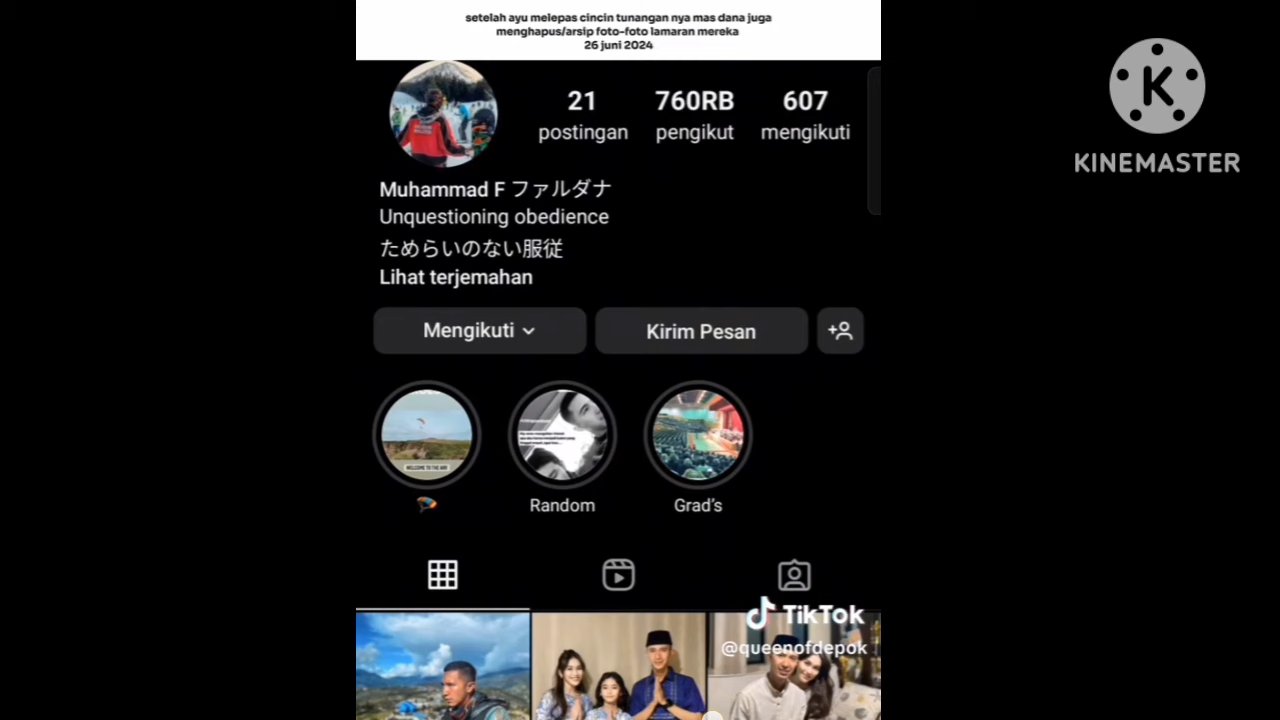 setelah ayu melepas cincin tunangan nya mas dana juga
menghapus/arsip foto-foto lamaran mereka
26 juni 2024
K
KINEMASTER
21
760RB
607
postingan
pengikut
mengikuti
Muhammad F ファルダナ
Unquestioning obedience
ためらいのない服従
Lihat terjemahan
Mengikuti
Kirim Pesan
Random
Grad's
TikTok
@queenofdepok